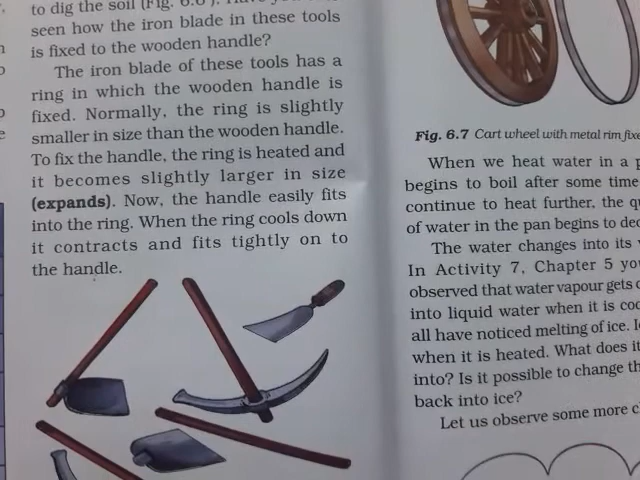 to dig the soil (Fig. 6.6).
seen how the iron blade in these tools
is fixed to the wooden handle?
The iron blade of these tools has a
ring in which the wooden handle is
fixed. Normally, the ring is slightly
smaller in size than the wooden handle.
To fix the handle, the ring is heated and
it becomes slightly larger in size
(expands). Now, the handle easily fits
into the ring. When the ring cools down
it contracts and fits tightly on to
the handle.
Fig. 6.7 Cart wheel with metal rim
When we heat water in a
begins to boil after some time
continue to heat further, the
of water in the pan begins to
The water changes into its
In Activity 7, Chapter 5
observed that water vapour gets
into liquid water when it is
all have noticed melting of ice.
when it is heated. What does it
into? Is it possible to change
back into ice?
Let us observe some more